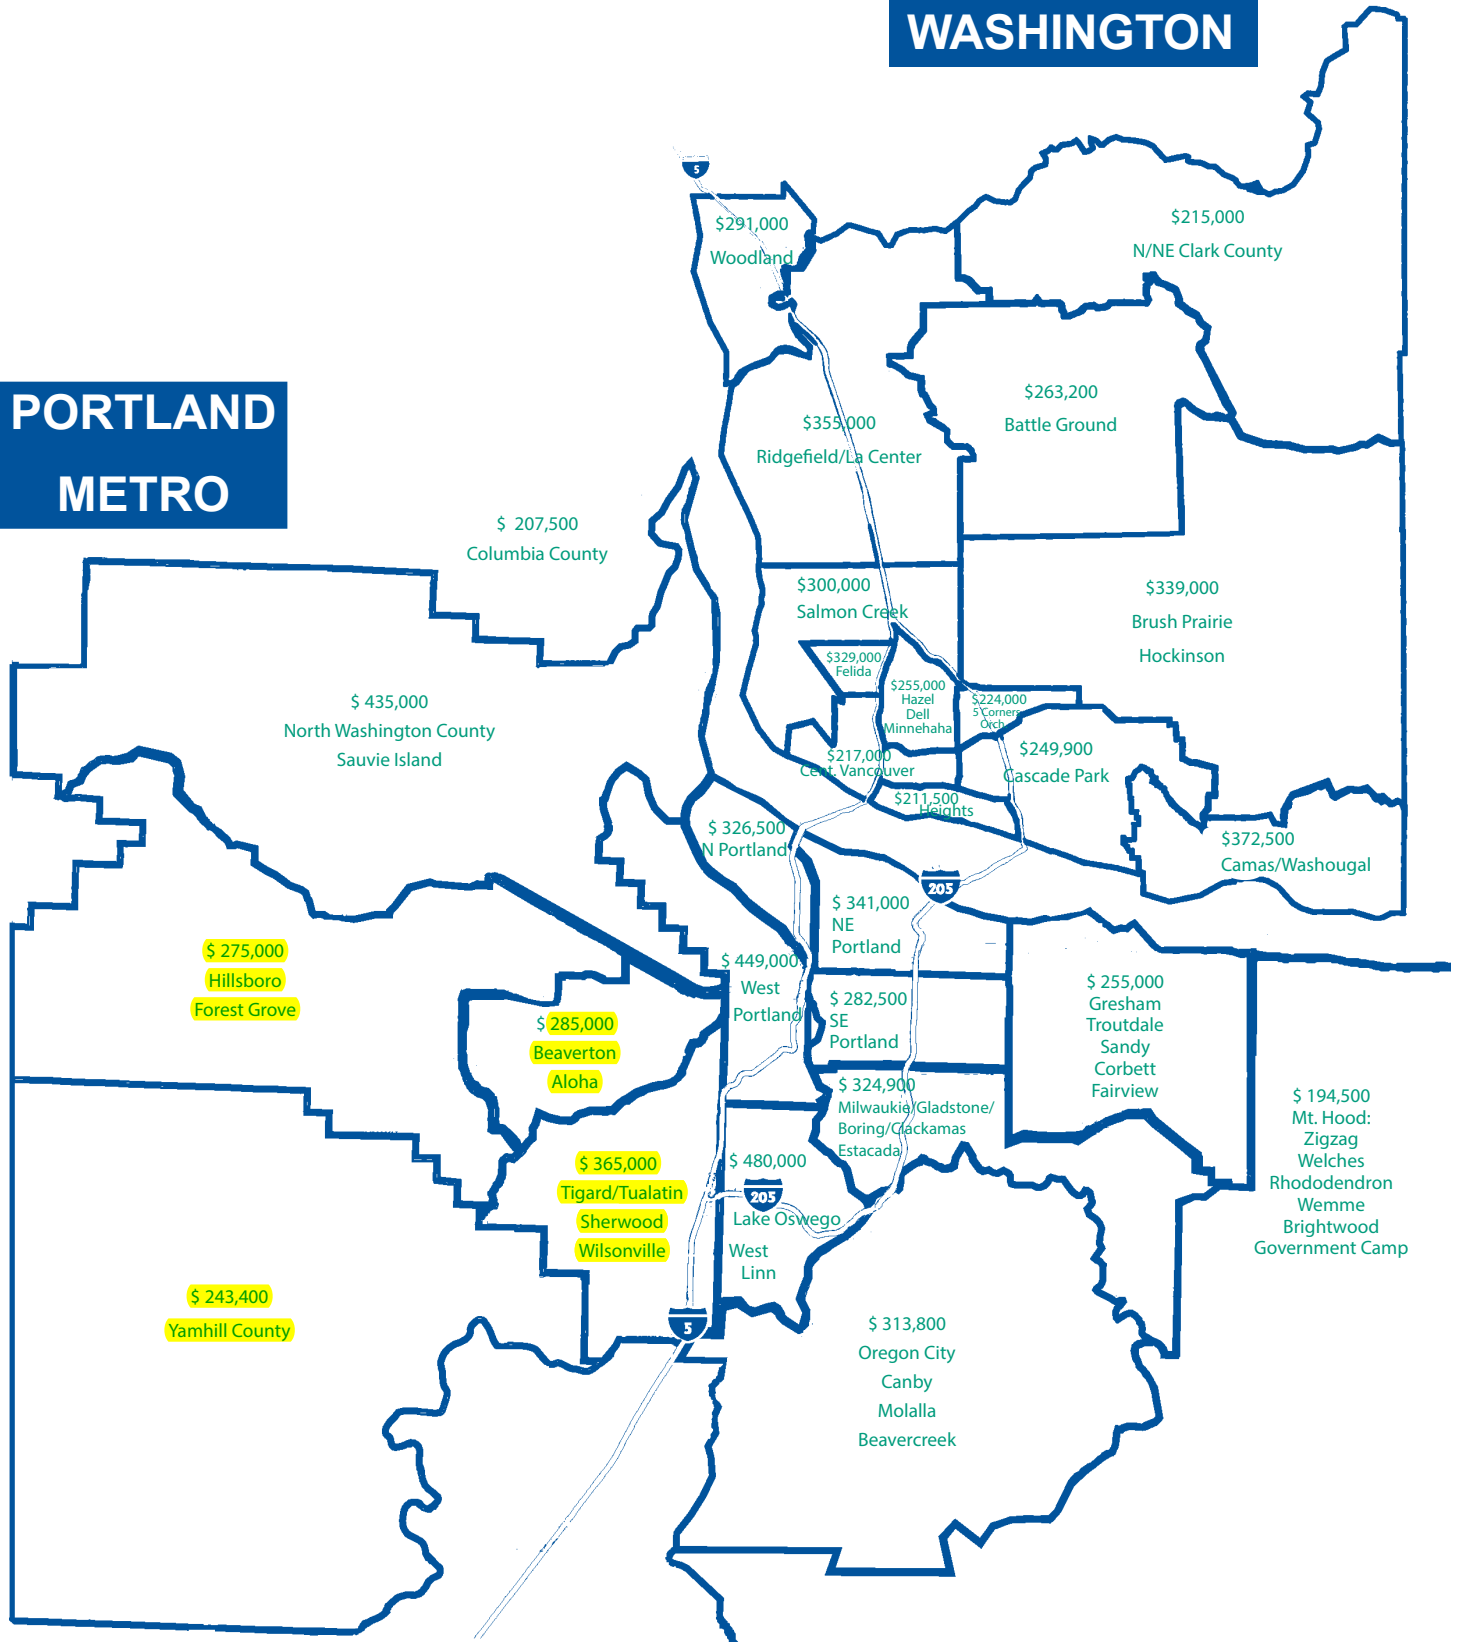 WASHINGTON
5
$291,000
Woodland
$215,000
N/NE Clark County
PORTLAND
METRO
$263,200
Battle Ground
$355,000
Ridgefield/La Center
$ 207,500
Columbia County
$300,000
Salmon Creek
$339,000
Brush Prairie
Hockinson
$329,000
Felida
$255,000
Hazel
Dell
Minnehaha
$224,000
5 Corners
Orch
$ 435,000
North Washington County
Sauvie Island
$217,000
Cent. Vancouver
$249,900
Cascade Park
$211,500
Heights
$ 326,500
N Portland
$372,500
Camas/Washougal
205
$ 341,000
NE
Portland
$ 275,000
Hillsboro
Forest Grove
$ 449,000
West
Portland
$ 282,500
SE
Portland
$ 255,000
Gresham
Troutdale
Sandy
Corbett
Fairview
$ 285,000
Beaverton
Aloha
$ 324,900
Milwaukie/Gladstone/
Boring/Clackamas
Estacada
$ 194,500
Mt. Hood:
Zigzag
Welches
Rhododendron
Wemme
Brightwood
Government Camp
$ 365,000
Tigard/Tualatin
Sherwood
Wilsonville
$ 480,000
205
Lake Oswego
West
Linn
$ 243,400
Yamhill County
5
$ 313,800
Oregon City
Canby
Molalla
Beavercreek